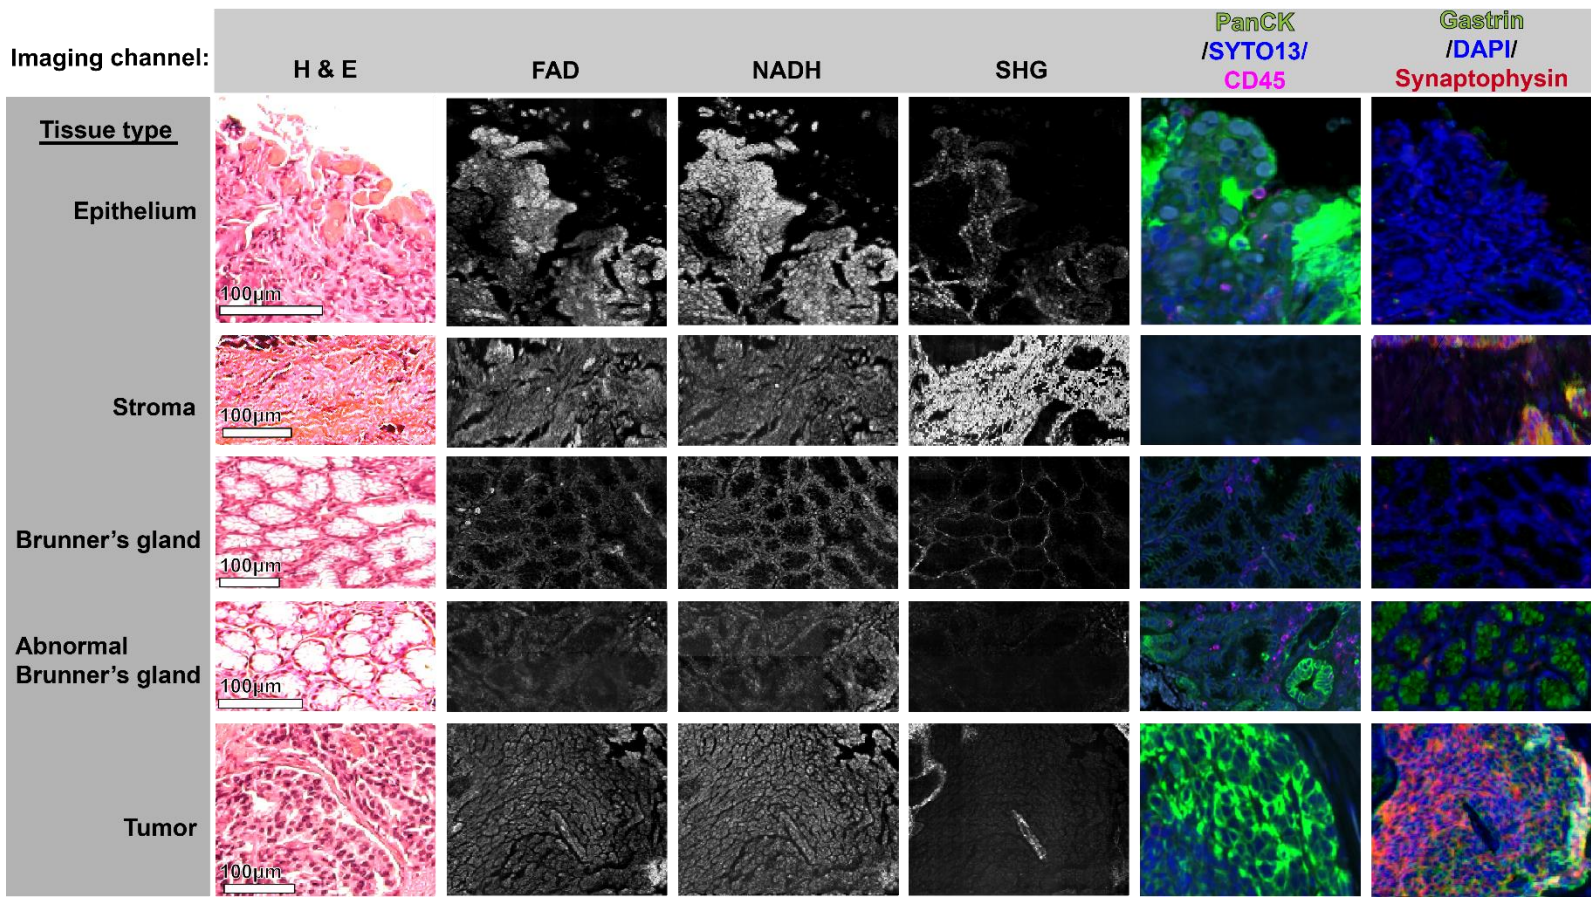 PanCK
Gastrin
Imaging channel:
/SYTO13/
/DAPI/
H & E
FAD
NADH
SHG
CD45
Synaptophysin
Tissue type
Epithelium
100µm
Stroma
100µm
Brunner's gland
100µm
Abnormal
Brunner's gland
100µm
Tumor
100µm